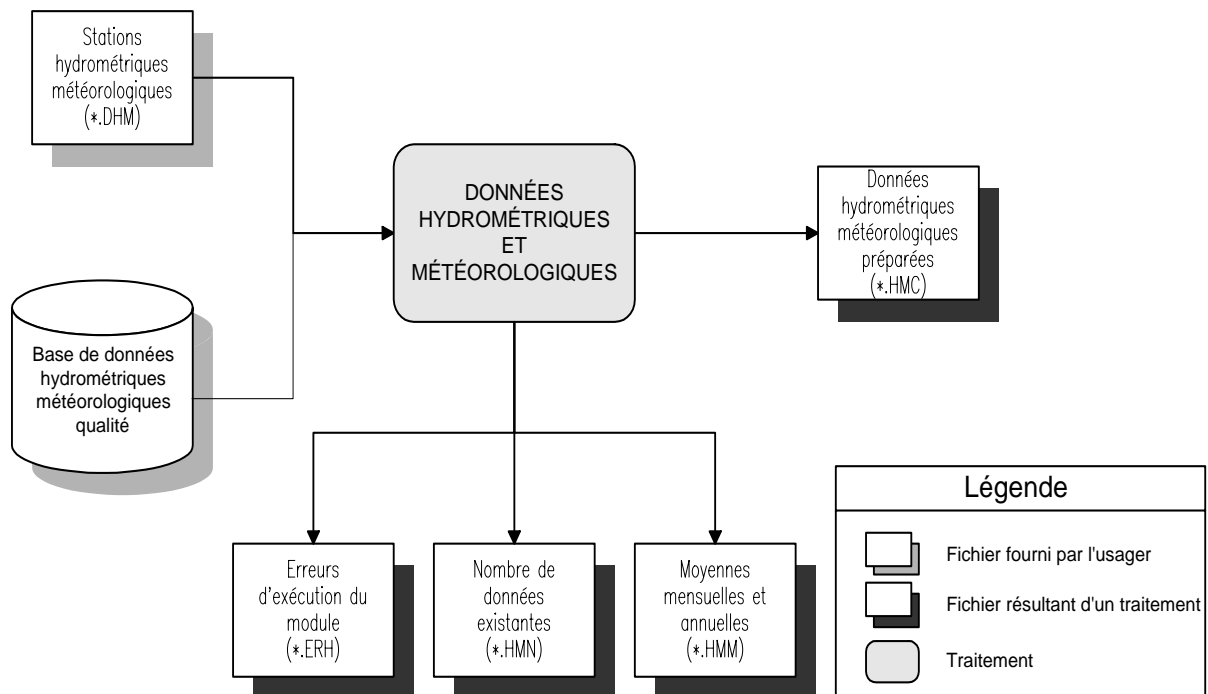 Stations
hydrométriques
météorologiques
(*.DHM)
DONNÉES
HYDROMÉTRIQUES
ET
MÉTÉOROLOGIQUES
Données
hydrométriques
météorologiques
préparées
(*.HMC)
Base de données
hydrométriques
météorologiques
qualité
Erreurs
d'exécution du
module
(*.ERH)
Nombre de
données
existantes
(*.HMN)
Moyennes
mensuelles et
annuelles
(*.HMM)
Légende
Fichier fourni par l'usager
Fichier résultant d'un traitement
Traitement